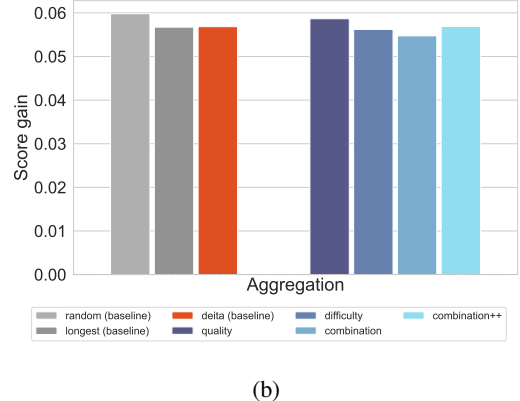 0.06
0.05
0.04
0.03
0.02
0.01
0.00
Score gain
Aggregation
random (baseline) deita (baseline) difficulty combination++
longest (baseline) quality combination
(b)